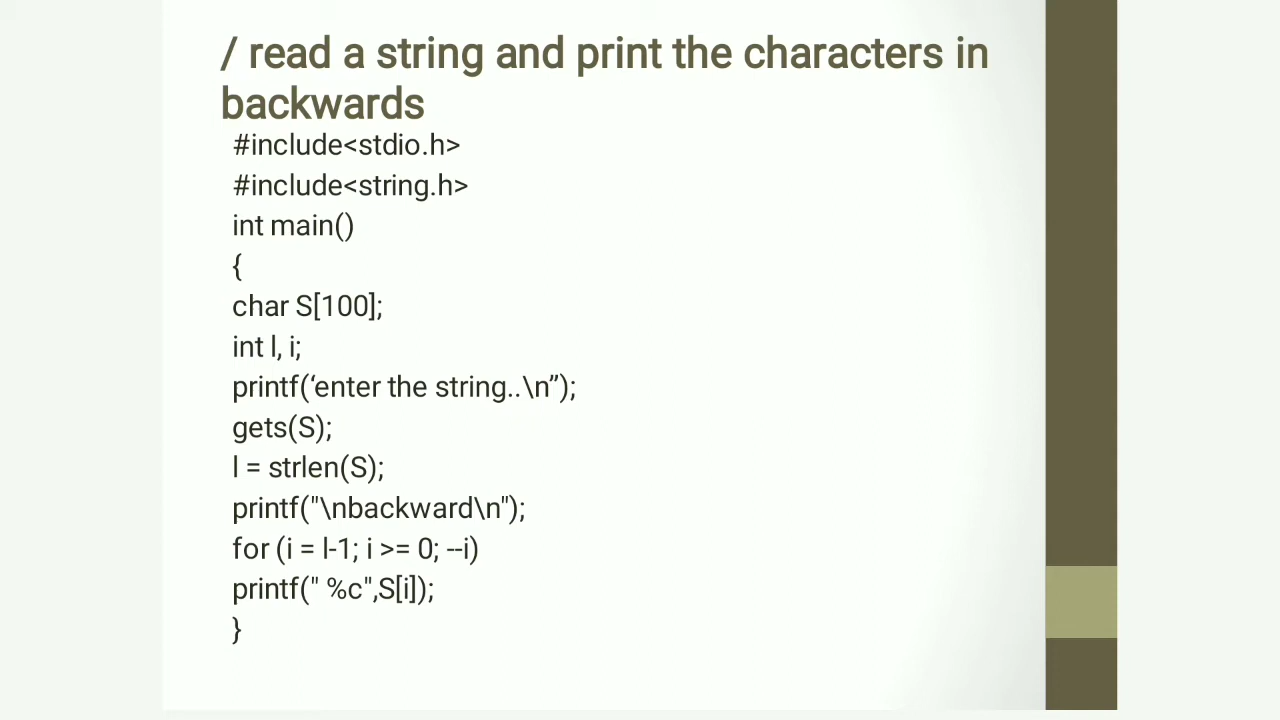 / read a string and print the characters in
backwards
#include<stdio.h>
#include<string.h>
int main()
{
char S[100];
int l, i;
printf(‘enter the string..\n”);
gets(S);
l = strlen(S);
printf("\nbackward\n");
for (i = l-1; i >= 0; --i)
printf(" %c",S[i]);
}